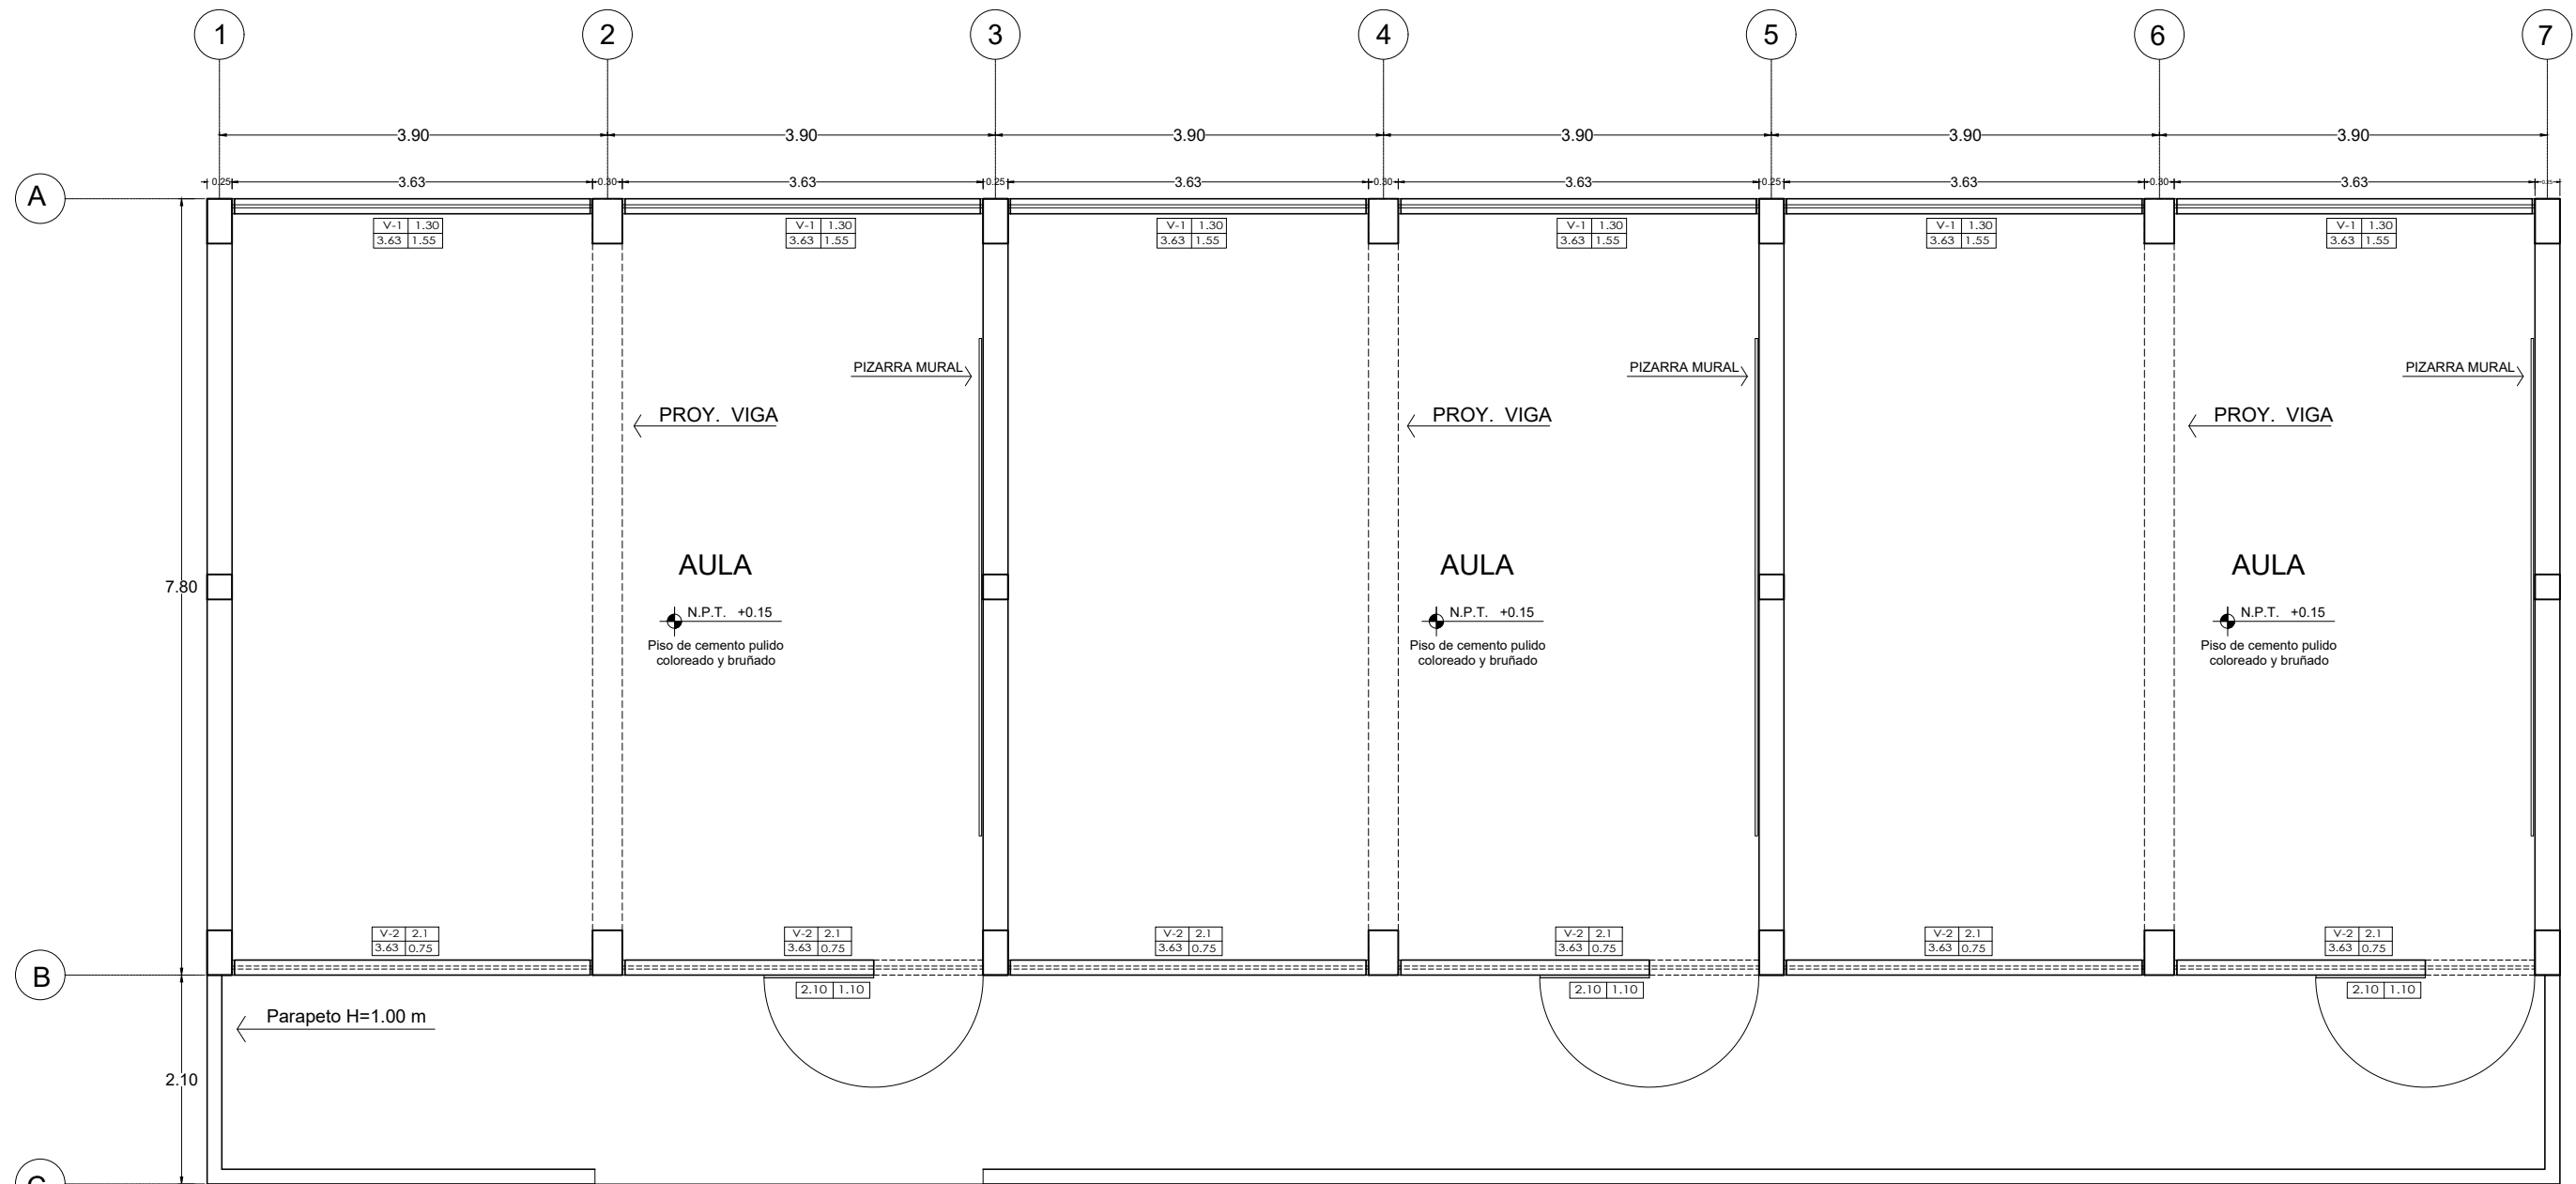 1 2 3 4 5 6 7
3.90 3.90 3.90 3.90 3.90 3.90
A
0.25 3.63 0.30 3.63 0.25 3.63 0.30 3.63 0.25 3.63 0.30 3.63
V-1 1.30 V-1 1.30 V-1 1.30 V-1 1.30 V-1 1.30 V-1 1.30
3.63 1.55 3.63 1.55 3.63 1.55 3.63 1.55 3.63 1.55 3.63 1.55
PIZARRA MURAL PIZARRA MURAL PIZARRA MURAL
PROY. VIGA PROY. VIGA PROY. VIGA
AULA AULA AULA
7.80
N.P.T. +0.15 N.P.T. +0.15 N.P.T. +0.15
Piso de cemento pulido Piso de cemento pulido Piso de cemento pulido
coloreado y bruñado coloreado y bruñado coloreado y bruñado
V-2 2.1 V-2 2.1 V-2 2.1 V-2 2.1 V-2 2.1 V-2 2.1
3.63 0.75 3.63 0.75 3.63 0.75 3.63 0.75 3.63 0.75 3.63 0.75
B
2.10 1.10 2.10 1.10 2.10 1.10
Parapeto H=1.00 m
2.10
C